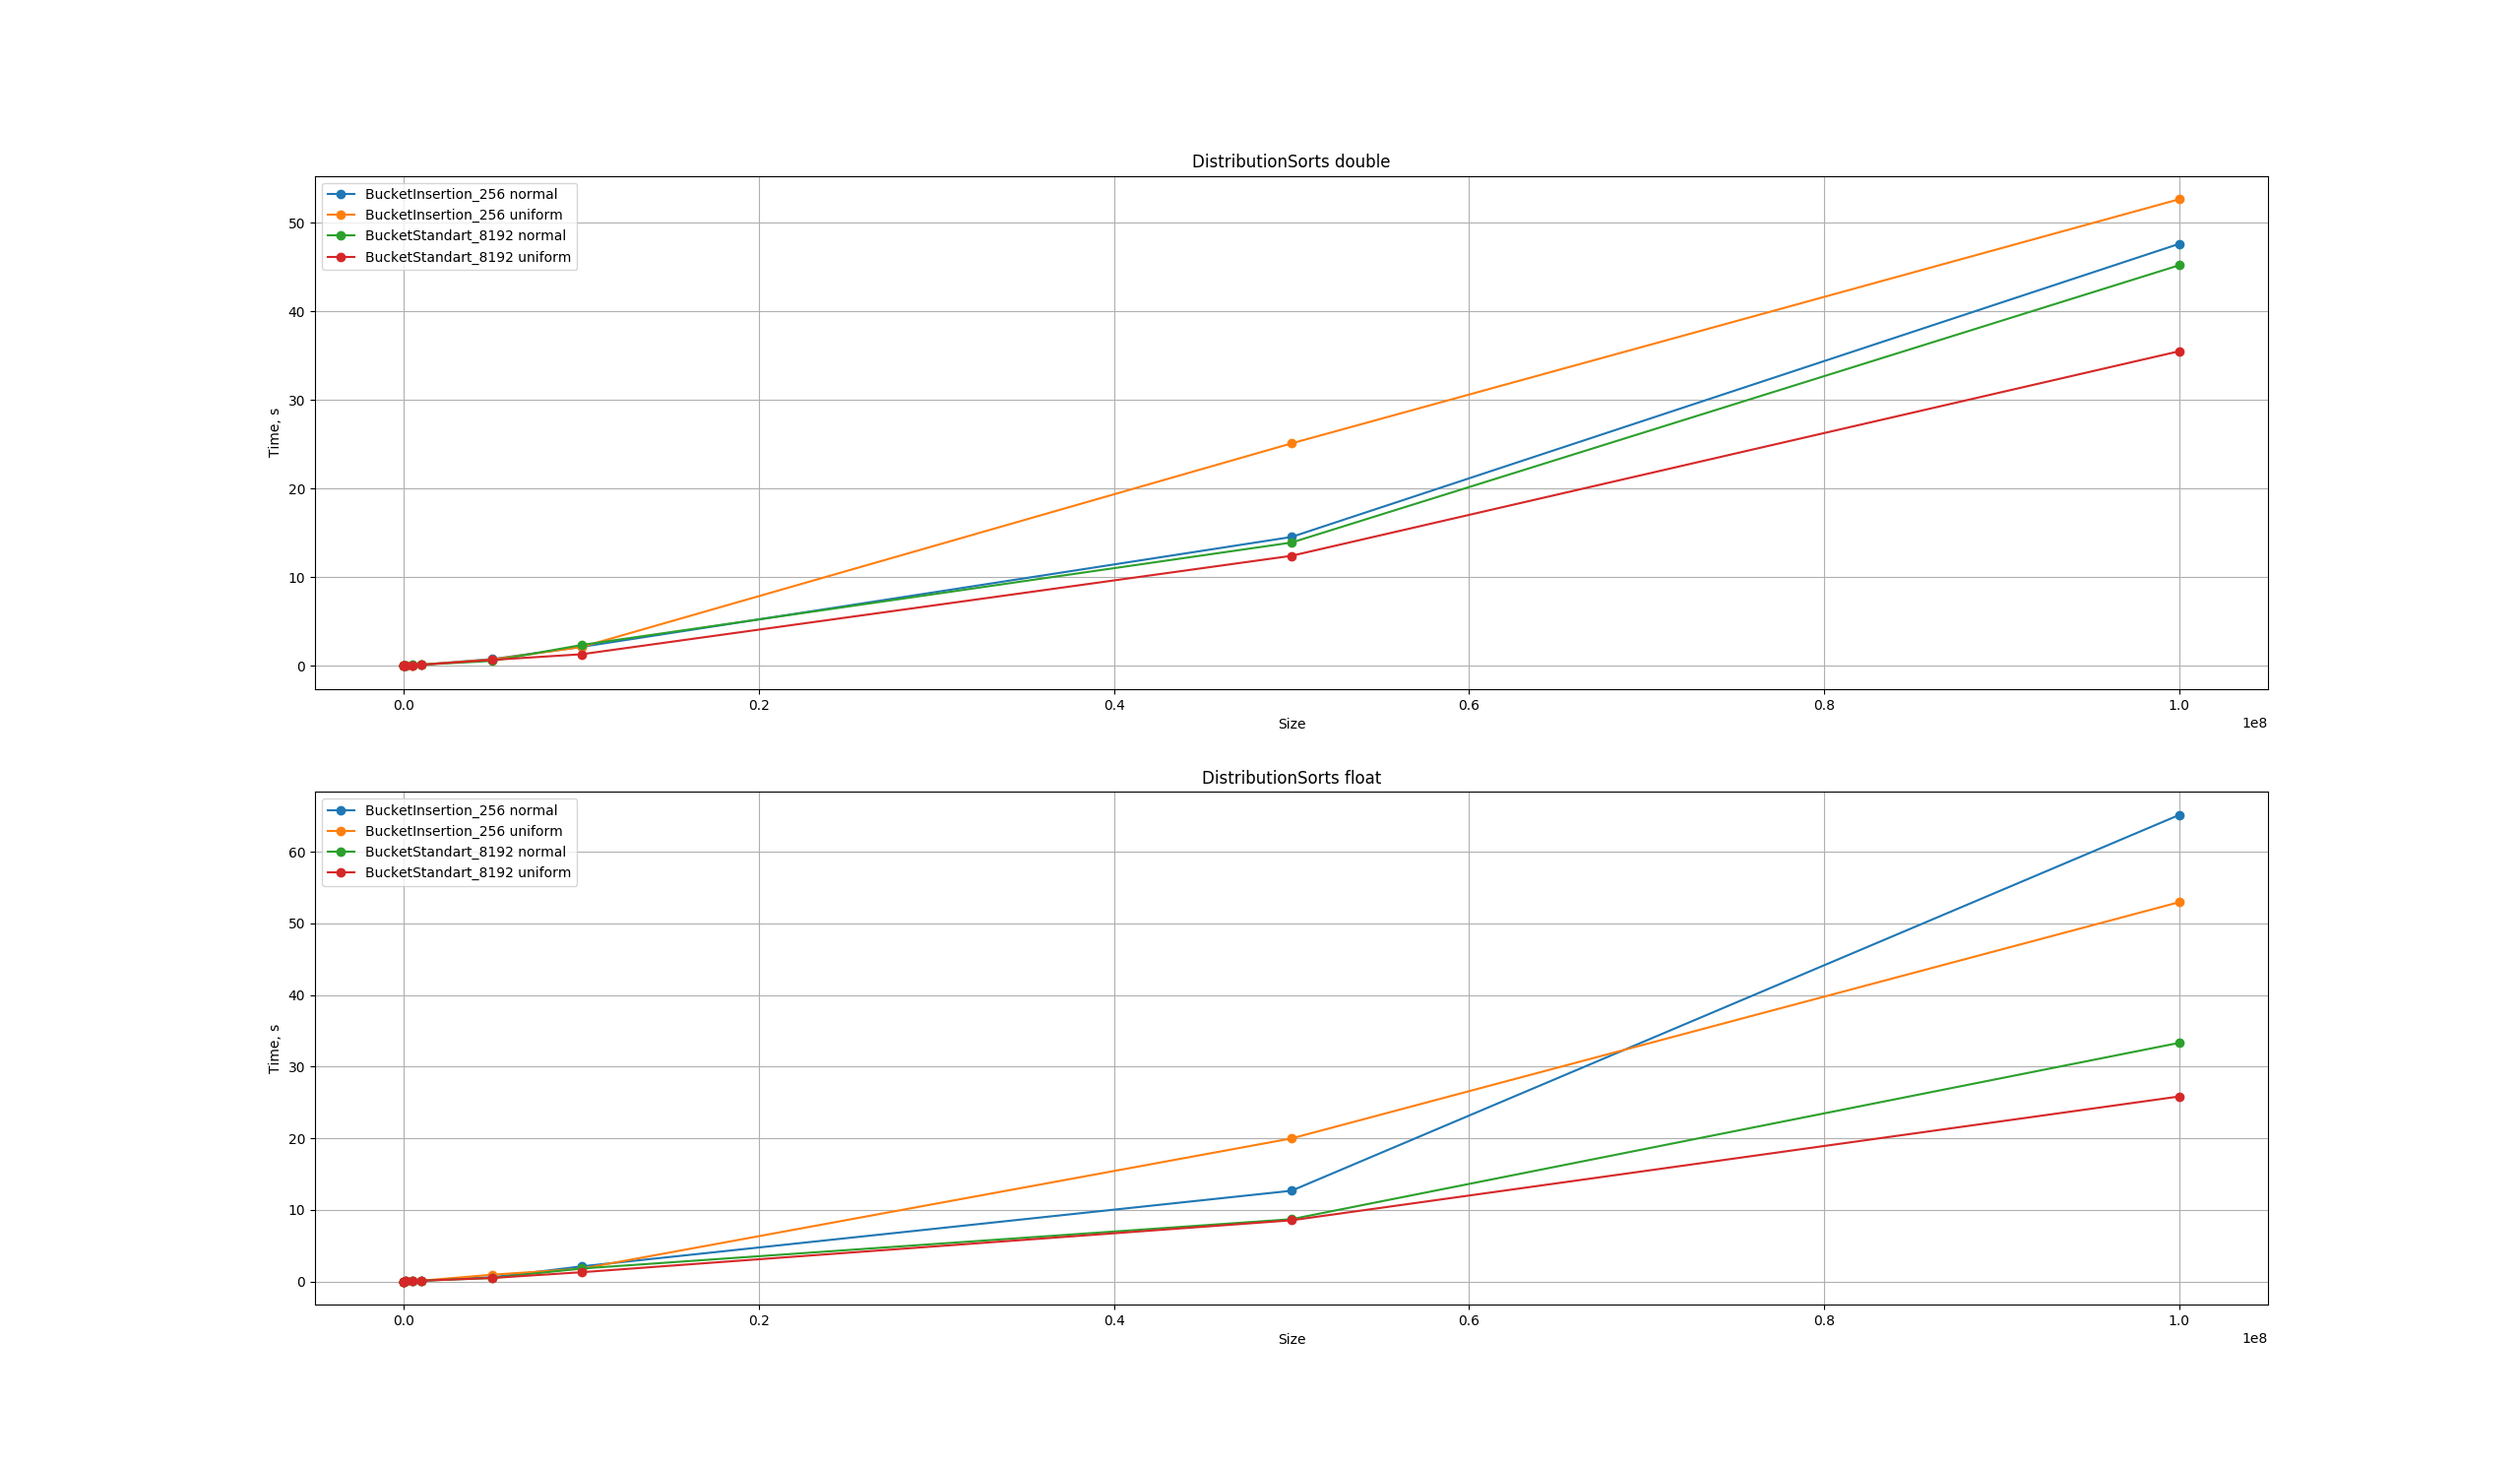 DistributionSorts double
BucketInsertion_256 normal
BucketInsertion_256 uniform
BucketStandart_8192 normal
BucketStandart_8192 uniform
50
40
30
20
10
0
Time, s
0.0 0.2 0.4 0.6 0.8 1.0
Size
1e8
DistributionSorts float
BucketInsertion_256 normal
BucketInsertion_256 uniform
BucketStandart_8192 normal
BucketStandart_8192 uniform
60
50
40
30
20
10
0
Time, s
0.0 0.2 0.4 0.6 0.8 1.0
Size
1e8